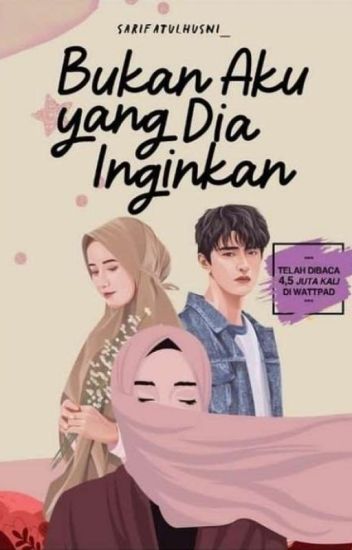 SARIFATULHUSNI_
Bukan Aku
yang Dia
Inginkan
TELAH DIBACA
4,5 JUTA KALI
DI WATTPAD